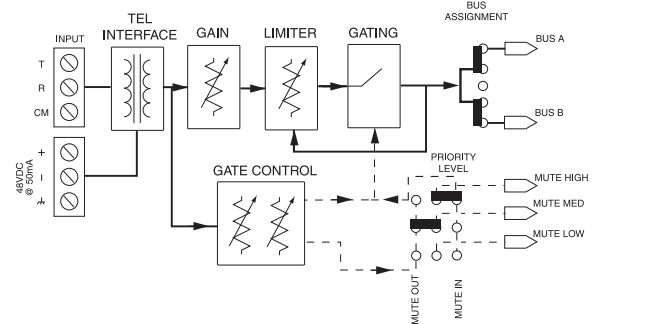 BUS
ASSIGNMENT
TEL
INTERFACE
GAIN
LIMITER
GATING
INPUT
T
R
CM
BUS A
BUS B
+
–
48VDC
@ 50mA
GATE CONTROL
PRIORITY
LEVEL
MUTE HIGH
MUTE MED
MUTE LOW
MUTE OUT
MUTE IN